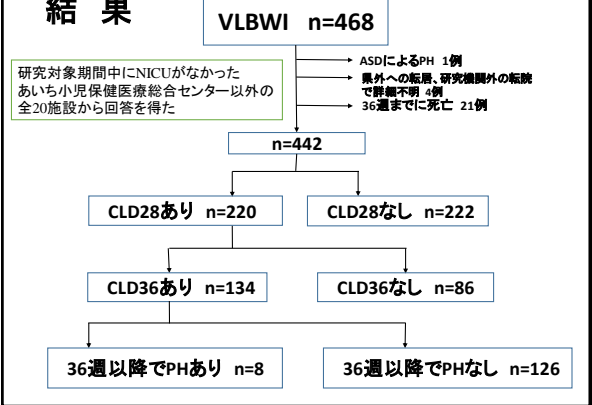 結 果
VLBWI n=468
ASDによるPH 1例
県外への転居、研究機関外の転院
で詳細不明 4例
36週までに死亡 21例
研究対象期間中にNICUがなかった
あいち小児保健医療総合センター以外の
全20施設から回答を得た
n=442
CLD28あり n=220
CLD28なし n=222
CLD36あり n=134
CLD36なし n=86
36週以降でPHあり n=8
36週以降でPHなし n=126